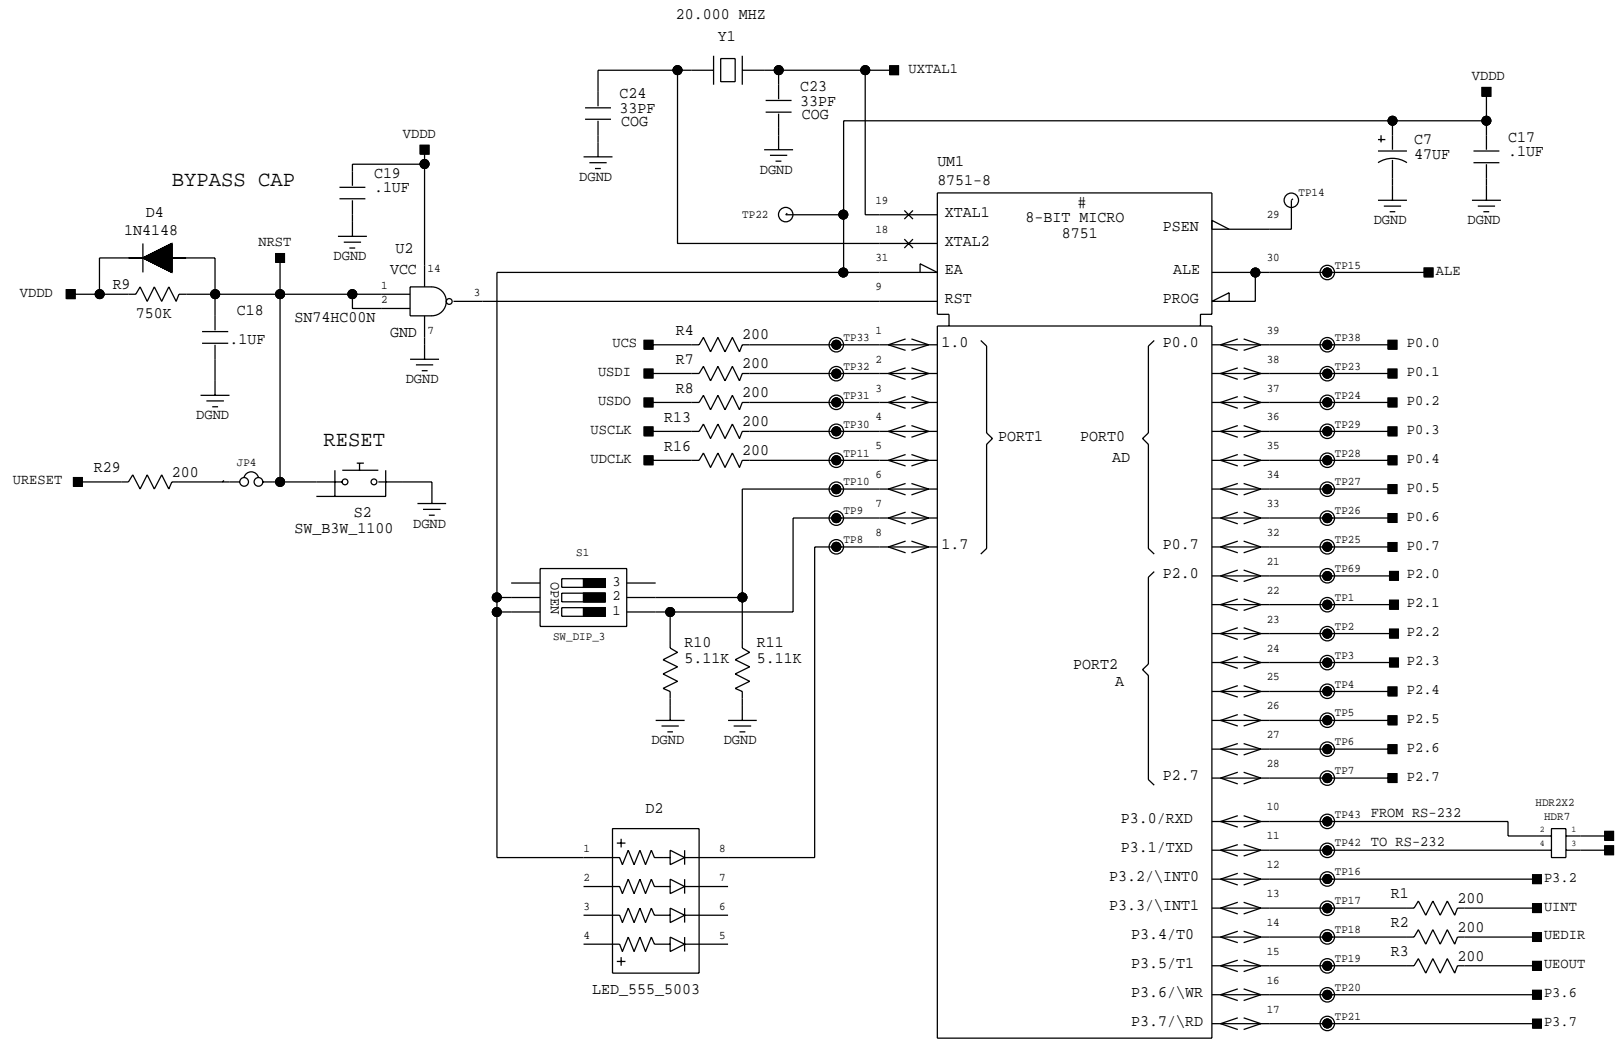 20.000 MHZ
Y1
UXTAL1
C24
33PF
COG
C23
33PF
COG
DGND
DGND
VDDD
C7
47UF
C17
.1UF
+
DGND
DGND
VDDD
C19
.1UF
DGND
BYPASS CAP
D4
1N4148
NRST
VDDD
R9
750K
C18
.1UF
DGND
U2
VCC
14
1
2
3
SN74HC00N
GND
7
DGND
RESET
URESET
R29
200
JP4
S2
SW_B3W_1100
DGND
UM1
8751-8
#
8-BIT MICRO
8751
TP22
TP14
19
XTAL1
18
XTAL2
31
EA
9
RST
PSEN
29
ALE
30
TP15
ALE
PROG
UCS R4 200 TP33 1 1.0
USDI R7 200 TP32 2
USDO R8 200 TP31 3
USCLK R13 200 TP30 4
UDCLK R16 200 TP11 5
TP10 6
TP9 7
TP8 8 1.7
PORT1
PORT0
AD
P0.0 39 TP38 P0.0
38 TP23 P0.1
37 TP24 P0.2
36 TP29 P0.3
35 TP28 P0.4
34 TP27 P0.5
33 TP26 P0.6
P0.7 32 TP25 P0.7
P2.0 21 TP69 P2.0
22 TP1 P2.1
23 TP2 P2.2
24 TP3 P2.3
PORT2
A
25 TP4 P2.4
26 TP5 P2.5
27 TP6 P2.6
P2.7 28 TP7 P2.7
S1
OPEN
3
2
1
SW_DIP_3
R10
5.11K
R11
5.11K
DGND
DGND
D2
+
1 8
2 7
3 6
4 5
+
LED_555_5003
P3.0/RXD 10 TP43 FROM RS-232
P3.1/TXD 11 TP42 TO RS-232
HDR2X2
HDR7
2 1
4 3
P3.2/\INT0 12 TP16 P3.2
P3.3/\INT1 13 TP17 R1 200 UINT
P3.4/T0 14 TP18 R2 200 UEDIR
P3.5/T1 15 TP19 R3 200 UEOUT
P3.6/\WR 16 TP20 P3.6
P3.7/\RD 17 TP21 P3.7